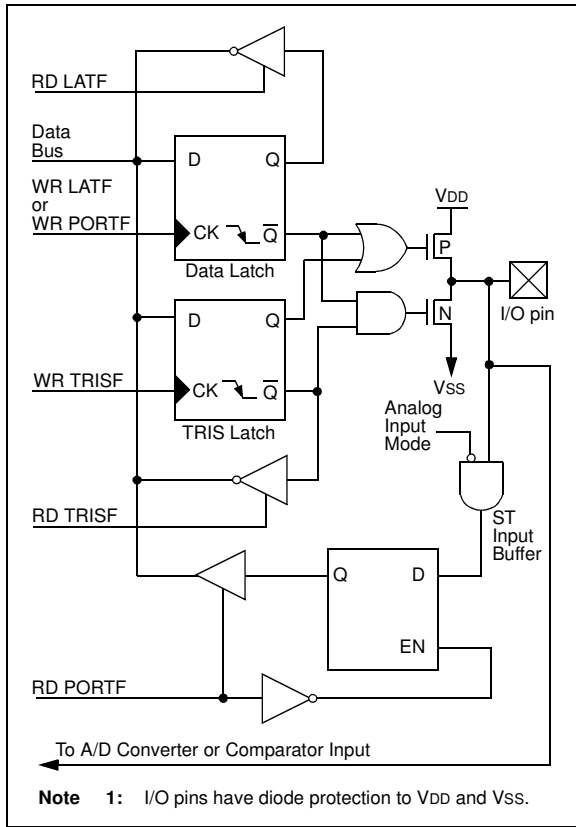 RD LATF
Data
Bus
D Q
WR LATF
or
WR PORTF
CK Q
Data Latch
VDD
P
I/O pin
N
D Q
WR TRISF
CK Q
TRIS Latch
VSS
Analog
Input
Mode
RD TRISF
ST
Input
Buffer
Q D
EN
RD PORTF
To A/D Converter or Comparator Input
Note 1: I/O pins have diode protection to VDD and VSS.